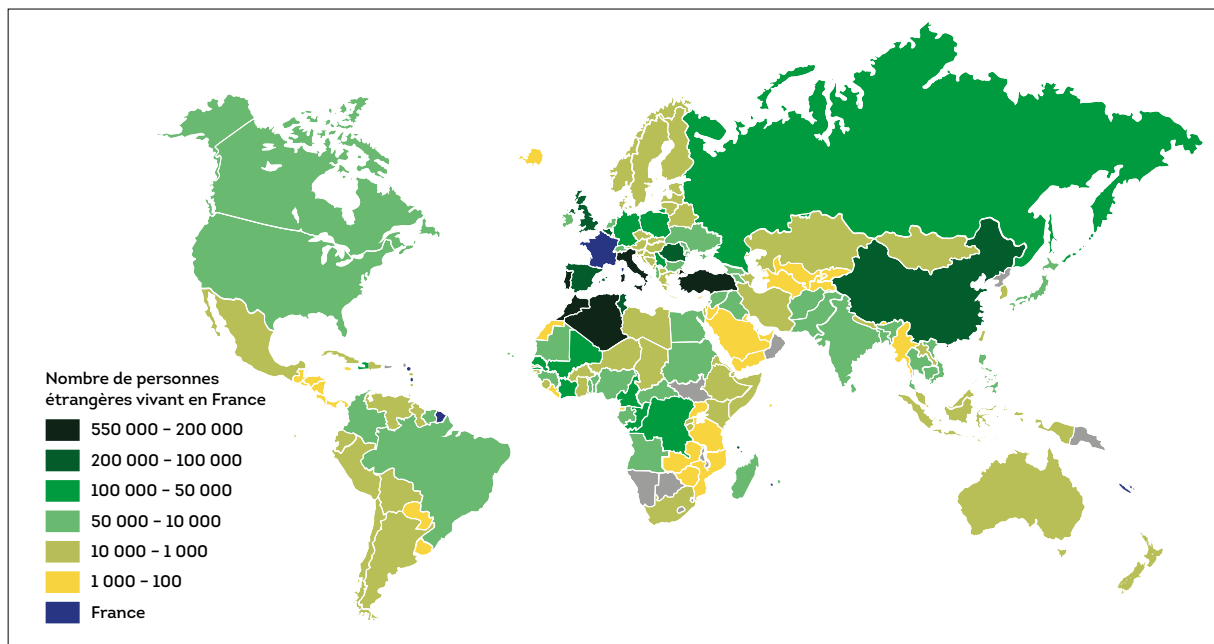 Nombre de personnes
étrangères vivant en France
550 000 – 200 000
200 000 – 100 000
100 000 – 50 000
50 000 – 10 000
10 000 – 1 000
1 000 – 100
France